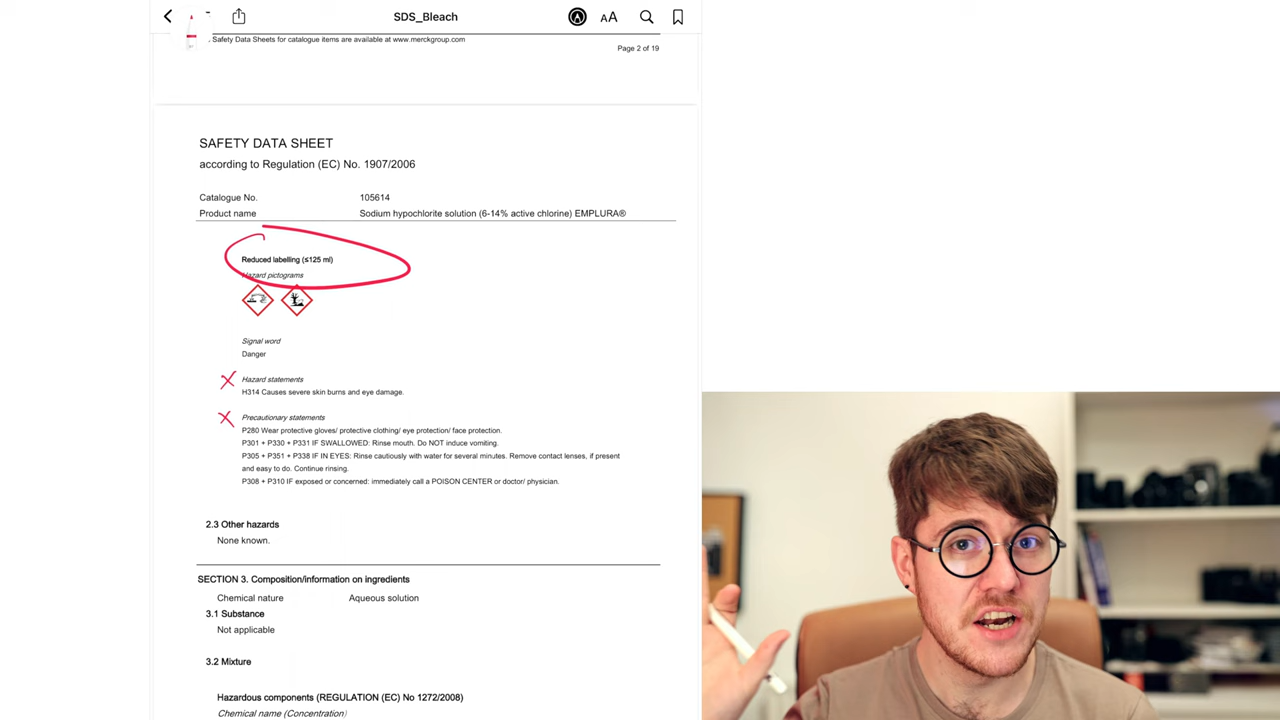 SDS_Bleach
AA
. Safety Data Sheets for catalogue items are available at www.merckgroup.com
Page 2 of 19
SAFETY DATA SHEET
according to Regulation (EC) No. 1907/2006
Catalogue No. 105614
Product name Sodium hypochlorite solution (6-14% active chlorine) EMPLURA®
Reduced labelling (≤125 ml)
Hazard pictograms
Signal word
Danger
Hazard statements
H314 Causes severe skin burns and eye damage.
Precautionary statements
P280 Wear protective gloves/ protective clothing/ eye protection/ face protection.
P301 + P330 + P331 IF SWALLOWED: Rinse mouth. Do NOT induce vomiting.
P305 + P351 + P338 IF IN EYES: Rinse cautiously with water for several minutes. Remove contact lenses, if present
and easy to do. Continue rinsing.
P308 + P310 IF exposed or concerned: immediately call a POISON CENTER or doctor/ physician.
2.3 Other hazards
None known.
SECTION 3. Composition/information on ingredients
Chemical nature Aqueous solution
3.1 Substance
Not applicable
3.2 Mixture
Hazardous components (REGULATION (EC) No 1272/2008)
Chemical name (Concentration)